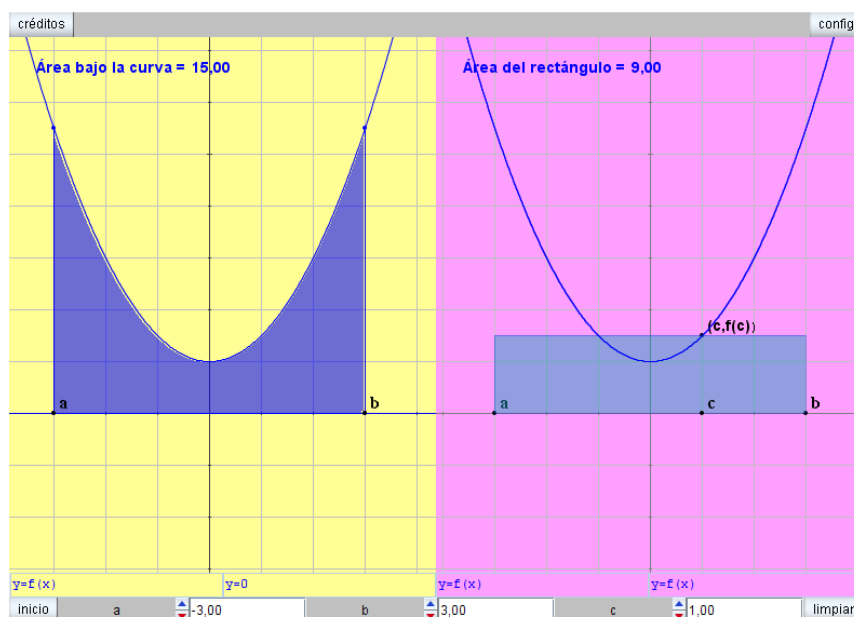 créditos config
Área bajo la curva = 15,00 Área del rectángulo = 9,00
(c,f(c))
a b a c b
y=f(x) y=0 y=f(x) y=f(x)
inicio a -3,00 b 3,00 c 1,00 limpiar